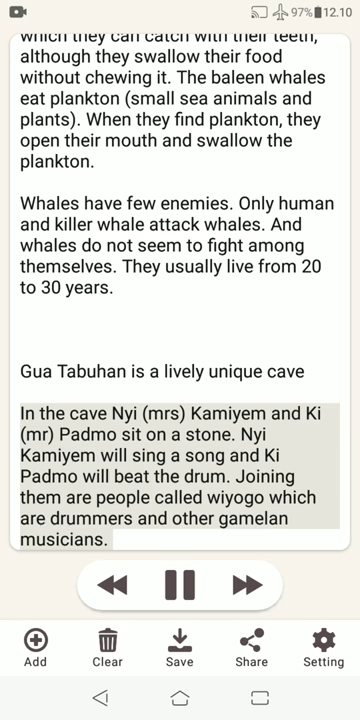 97% 12.10
which they can catch with their teeth,
although they swallow their food
without chewing it. The baleen whales
eat plankton (small sea animals and
plants). When they find plankton, they
open their mouth and swallow the
plankton.
Whales have few enemies. Only human
and killer whale attack whales. And
whales do not seem to fight among
themselves. They usually live from 20
to 30 years.
Gua Tabuhan is a lively unique cave
In the cave Nyi (mrs) Kamiyem and Ki
(mr) Padmo sit on a stone. Nyi
Kamiyem will sing a song and Ki
Padmo will beat the drum. Joining
them are people called wiyogo which
are drummers and other gamelan
musicians.
Add Clear Save Share Setting